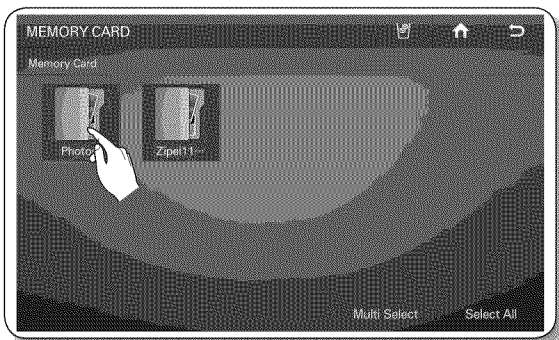 MEMORY CARD
Memory Card
Photo
Zipel11···
Multi Select
Select All